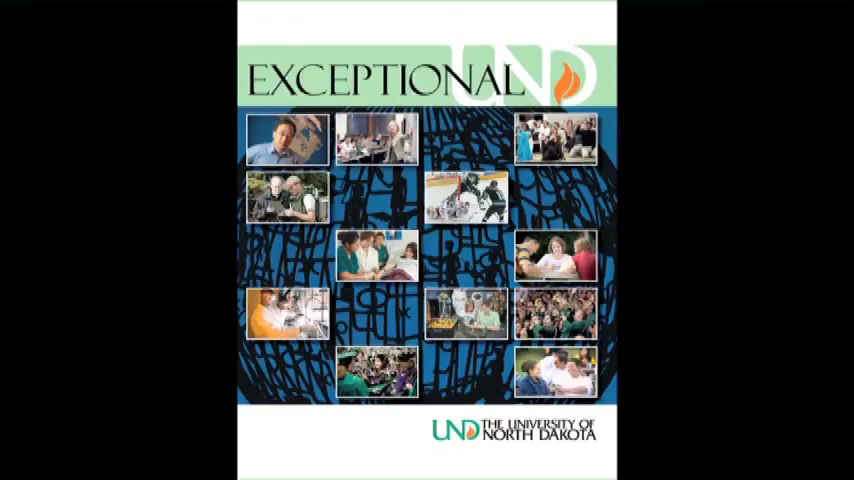 EXCEPTIONAL UND
UND THE UNIVERSITY OF
NORTH DAKOTA